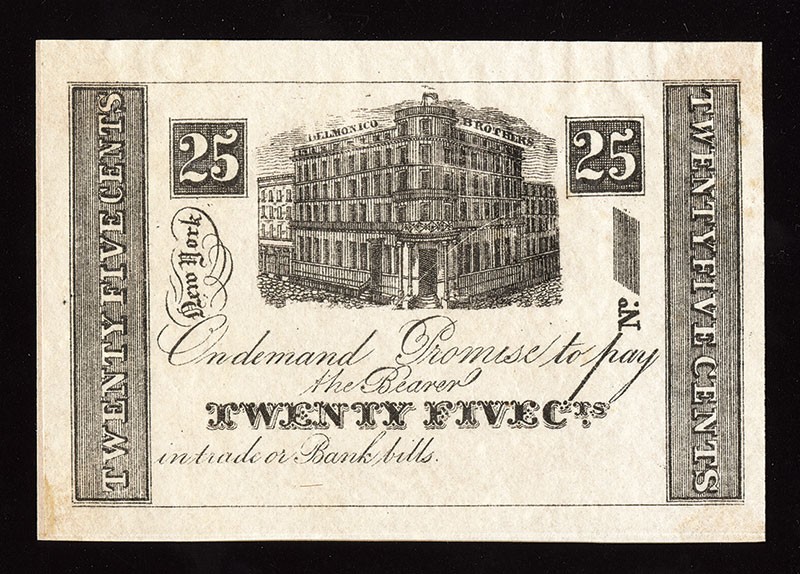 TWENTY FIVE CENTS
25
DELMONICO BROTHERS
25
New York
No.
On demand Promise to pay
the Bearer
TWENTY FIVE CTS
in trade or Bank bills.
TWENTY FIVE CENTS